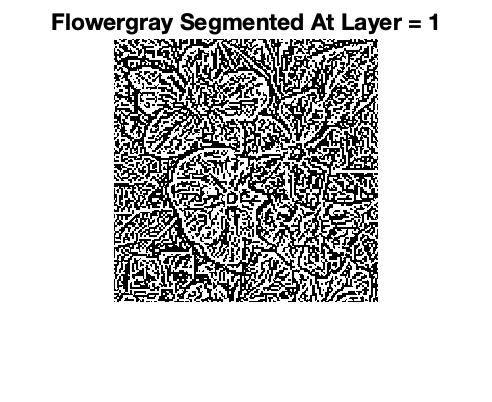 Flowergray Segmented At Layer = 1